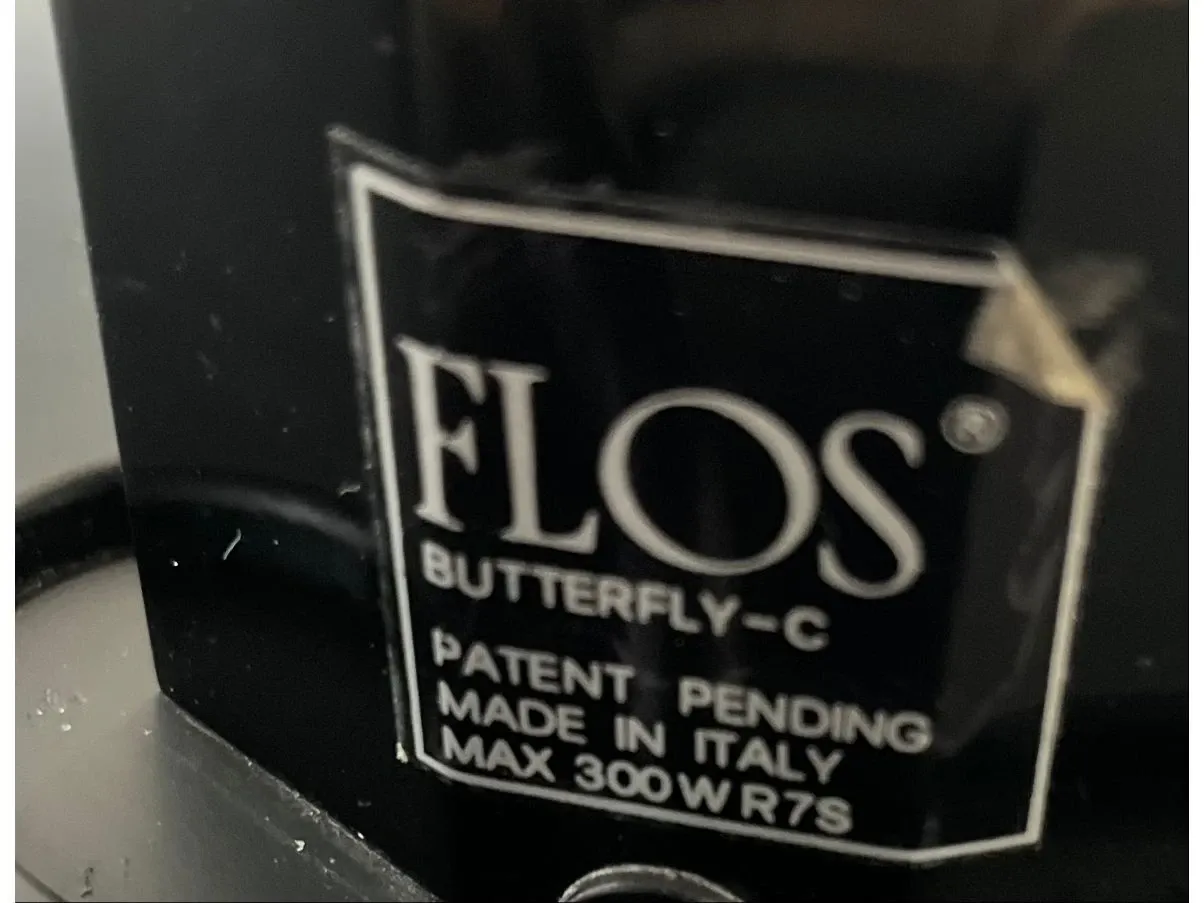 FLOS®
BUTTERFLY-C
PATENT PENDING
MADE IN ITALY
MAX 300W R7S